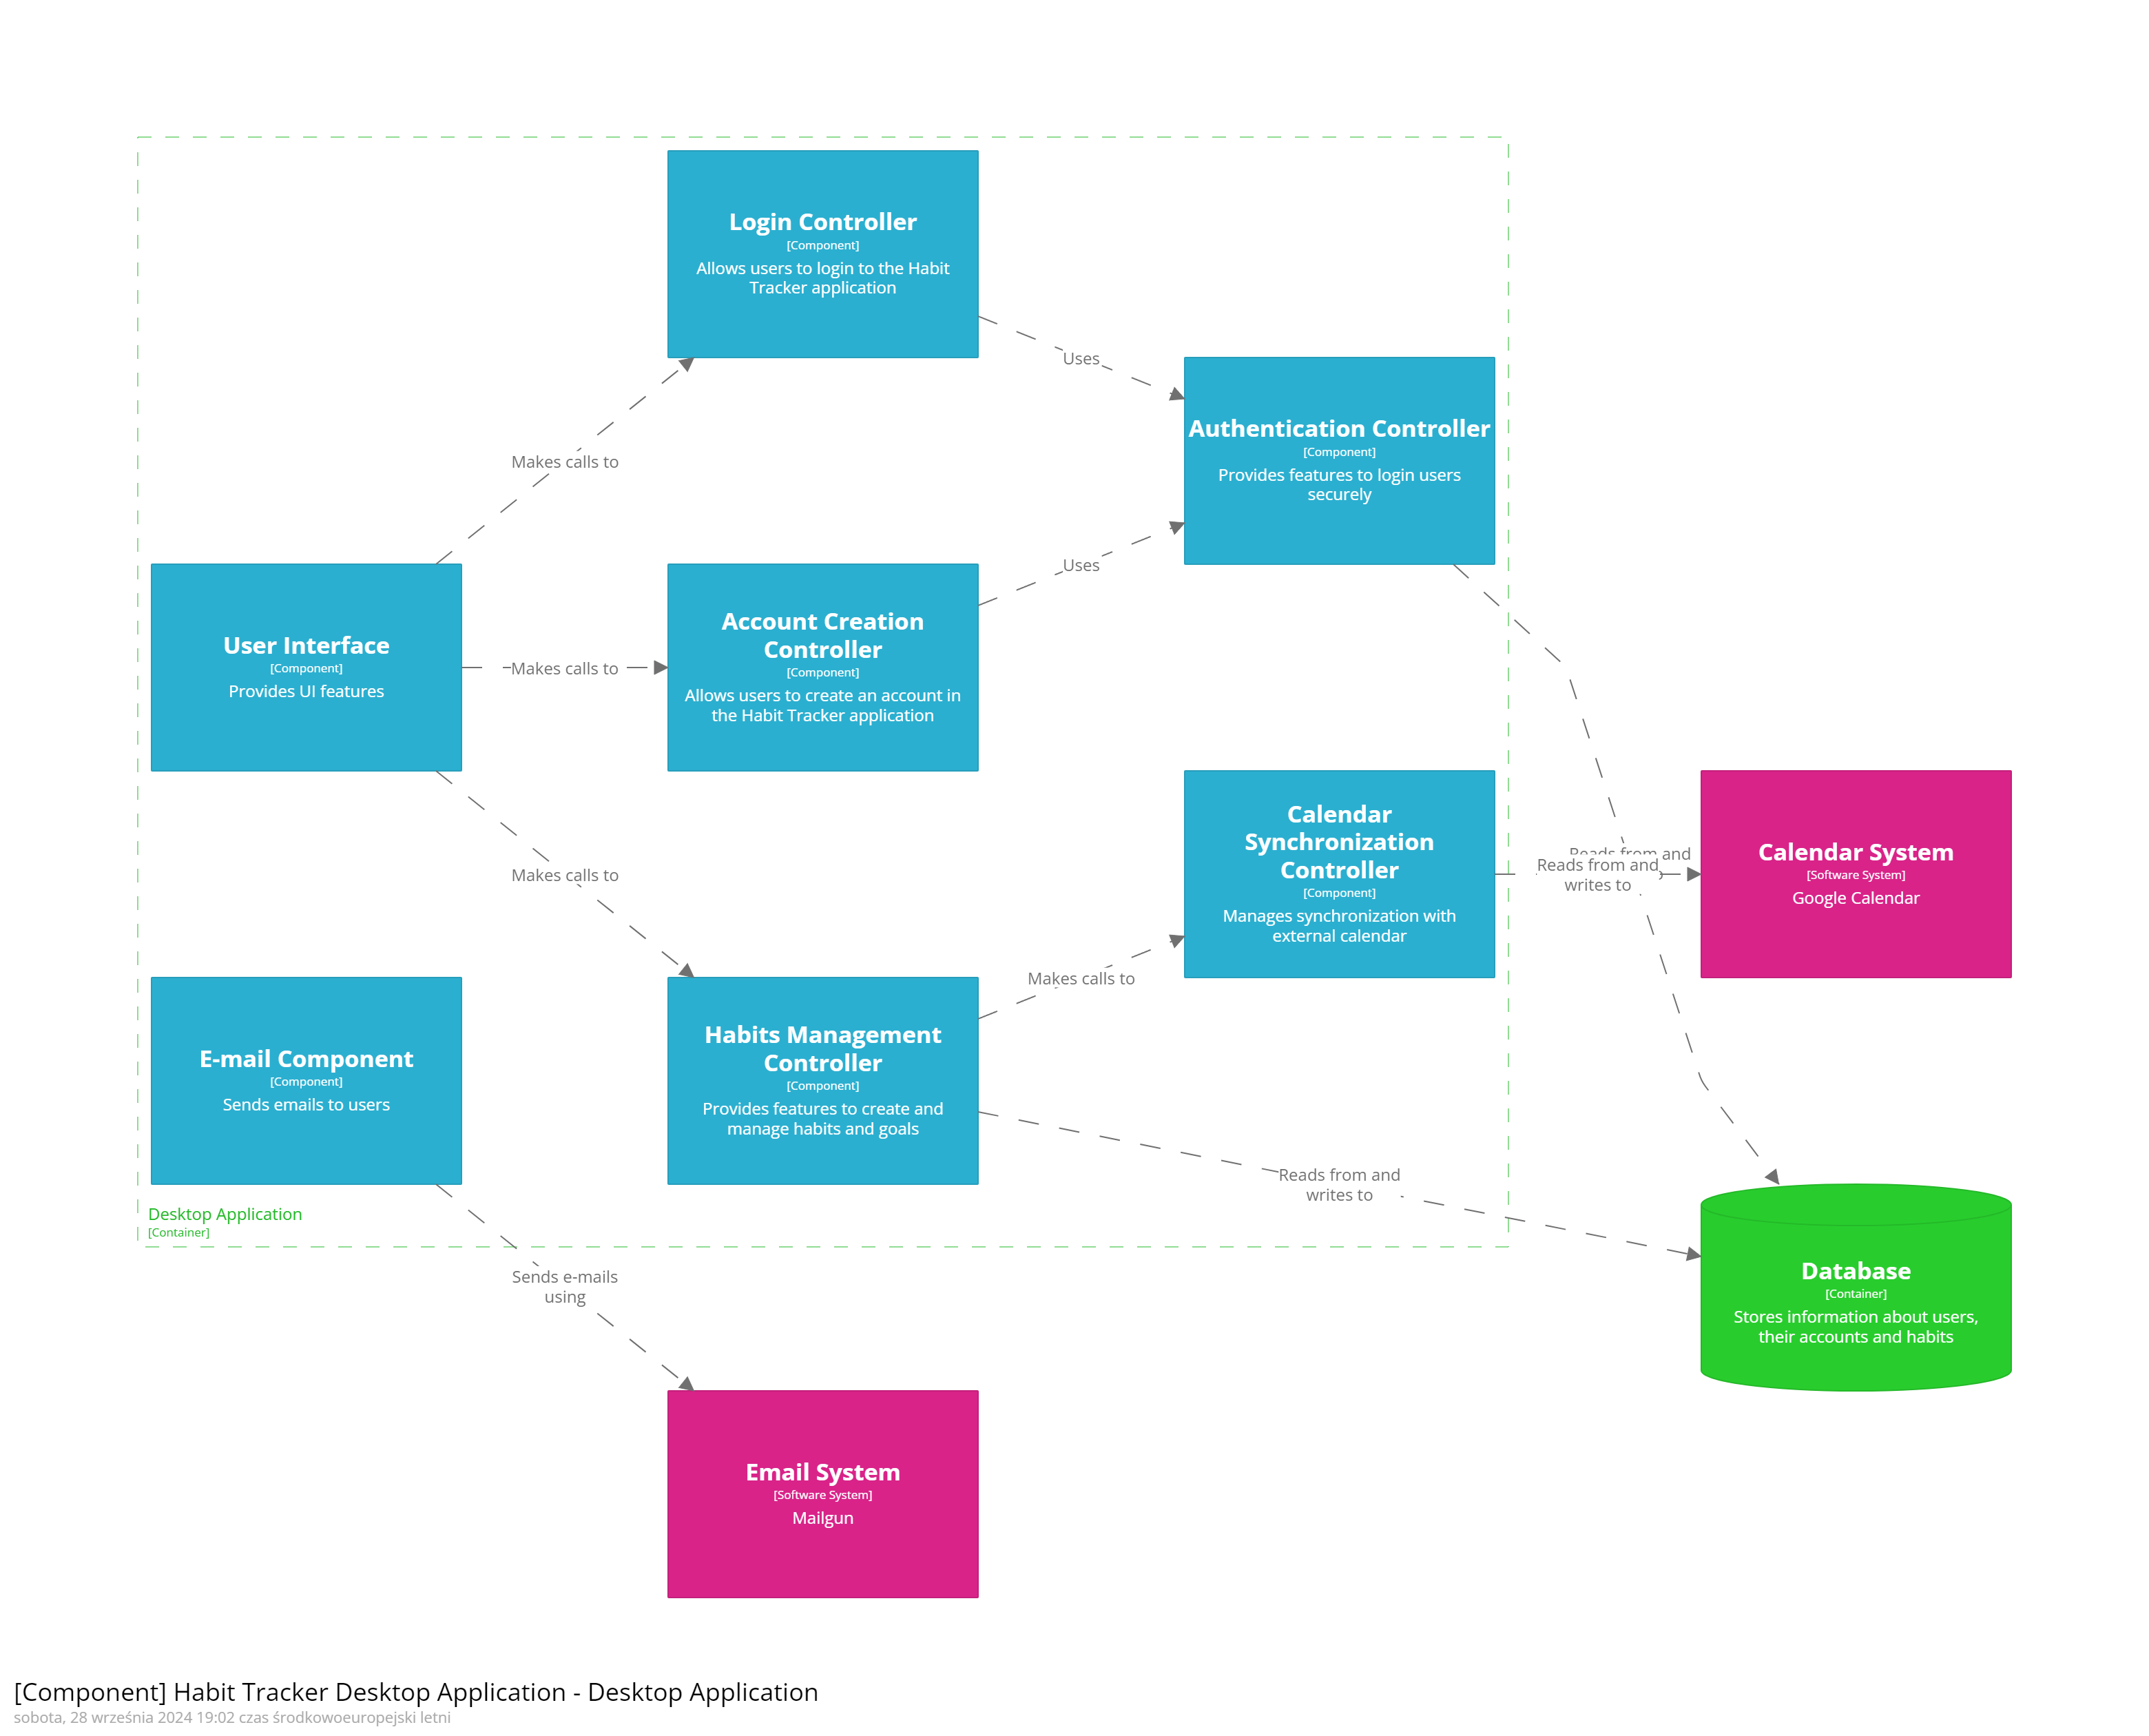 Login Controller
[Component]
Allows users to login to the Habit
Tracker application
Uses
Authentication Controller
[Component]
Provides features to login users
securely
Makes calls to
Uses
User Interface
[Component]
Provides UI features
Makes calls to
Account Creation
Controller
[Component]
Allows users to create an account in
the Habit Tracker application
Calendar
Synchronization
Controller
[Component]
Manages synchronization with
external calendar
Reads from and
Reads from and
writes to
Calendar System
[Software System]
Google Calendar
Makes calls to
Makes calls to
E-mail Component
[Component]
Sends emails to users
Habits Management
Controller
[Component]
Provides features to create and
manage habits and goals
Reads from and
writes to
Desktop Application
[Container]
Sends e-mails
using
Database
[Container]
Stores information about users,
their accounts and habits
Email System
[Software System]
Mailgun
[Component] Habit Tracker Desktop Application - Desktop Application
sobota, 28 września 2024 19:02 czas środkowoeuropejski letni